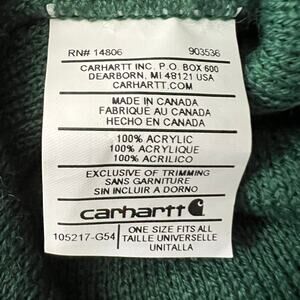 RN# 14806 903536
CARHARTT INC. P.O. BOX 600
DEARBORN, MI 48121 USA
CARHARTT.COM
MADE IN CANADA
FABRIQUÉ AU CANADA
HECHO EN CANADA
100% ACRYLIC
100% ACRYLIQUE
100% ACRILICO
EXCLUSIVE OF TRIMMING
SANS GARNITURE
SIN INCLUIR A DORNO
carhartt
105217-G54
ONE SIZE FITS ALL
TAILLE UNIVERSELLE
UNITALLA